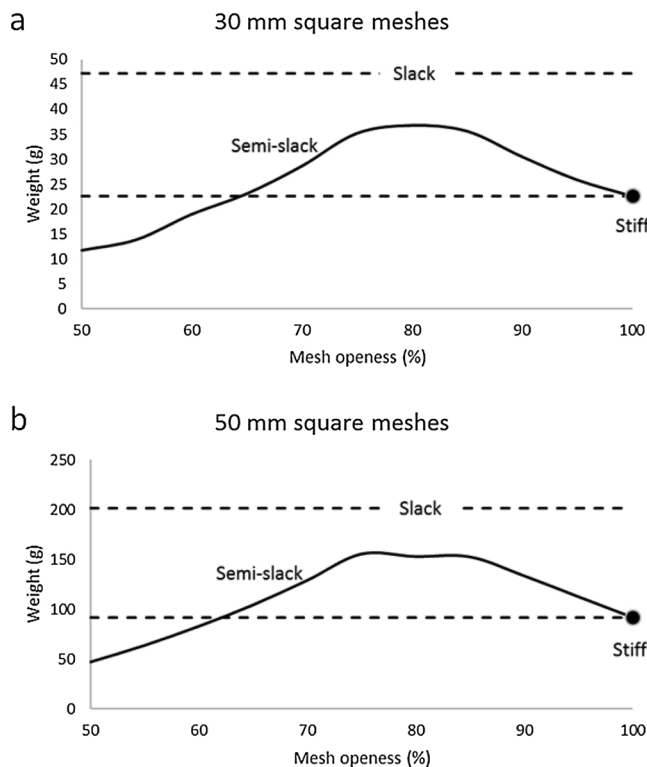 a
30 mm square meshes
50
45
40
35
30
25
20
15
10
5
0
Weight (g)
Slack
Semi-slack
Stiff
50 60 70 80 90 100
Mesh openess (%)
b
50 mm square meshes
250
200
150
100
50
0
Weight (g)
Slack
Semi-slack
Stiff
50 60 70 80 90 100
Mesh openess (%)